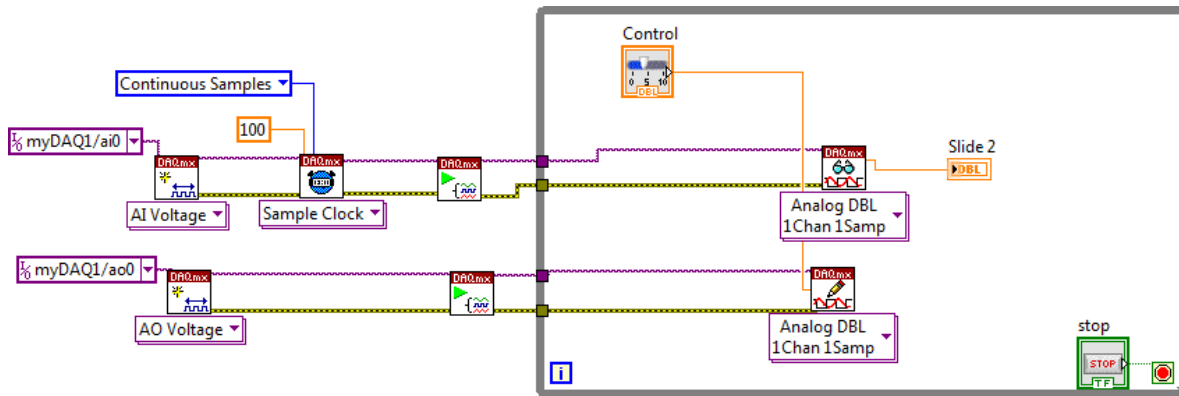 Control
0 5 10
DBL
Continuous Samples
100
I/O myDAQ1/ai0
DAQmx
DAQmx
DAQmx
DAQmx
Slide 2
DBL
AI Voltage
Sample Clock
Analog DBL
1Chan 1Samp
I/O myDAQ1/ao0
DAQmx
DAQmx
DAQmx
AO Voltage
Analog DBL
1Chan 1Samp
stop
STOP
TF
i